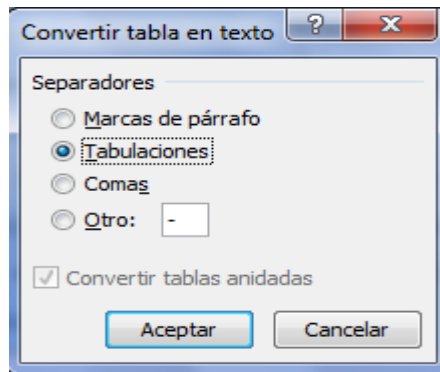 Convertir tabla en texto
Separadores
Marcas de párrafo
Tabulaciones
Comas
Otro: -
Convertir tablas anidadas
Aceptar Cancelar